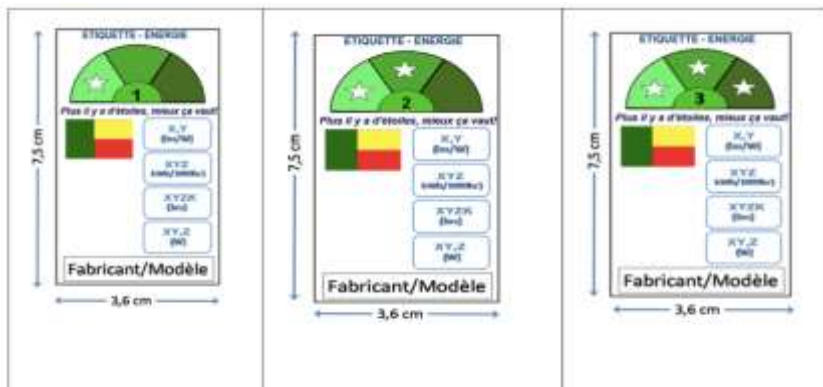 ETIQUETTE - ENERGIE
1
Plus il y a d'étoiles, mieux ça vaut!
X,Y
(lm/W)
XYZ
XYZK
(lm)
XY,Z
(W)
Fabricant/Modèle
7,5 cm
3,6 cm
ETIQUETTE - ENERGIE
2
Plus il y a d'étoiles, mieux ça vaut!
X,Y
(lm/W)
XYZ
XYZK
XY,Z
(W)
Fabricant/Modèle
7,5 cm
3,6 cm
ETIQUETTE - ENERGIE
3
Plus il y a d'étoiles, mieux ça vaut!
X,Y
(lm/W)
XYZ
XYZK
XY,Z
(W)
Fabricant/Modèle
7,5 cm
3,6 cm